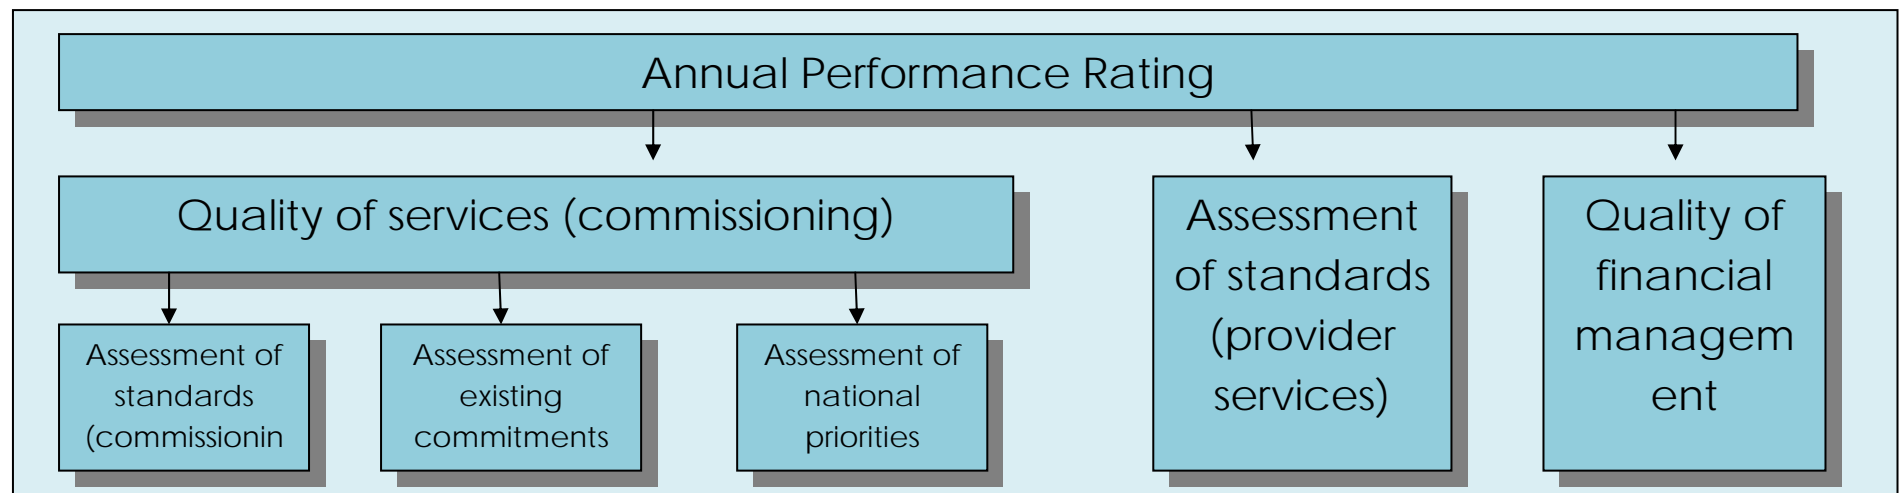 Annual Performance Rating
Quality of services (commissioning)
Assessment
of standards
(provider
services)
Quality of
financial
managem
ent
Assessment of
standards
(commissionin
Assessment of
existing
commitments
Assessment of
national
priorities